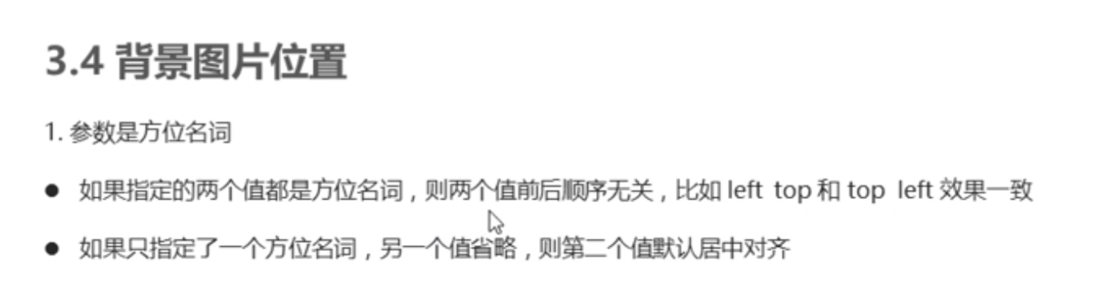 3.4 背景图片位置
1. 参数是方位名词
● 如果指定的两个值都是方位名词，则两个值前后顺序无关，比如 left top 和 top left 效果一致
● 如果只指定了一个方位名词，另一个值省略，则第二个值默认居中对齐